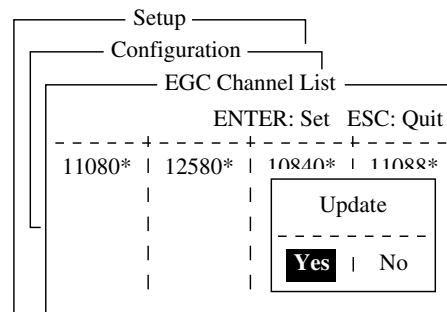 Setup
Configuration
EGC Channel List
ENTER: Set ESC: Quit
11080* 12580* 10840* 11088*
Update
Yes No